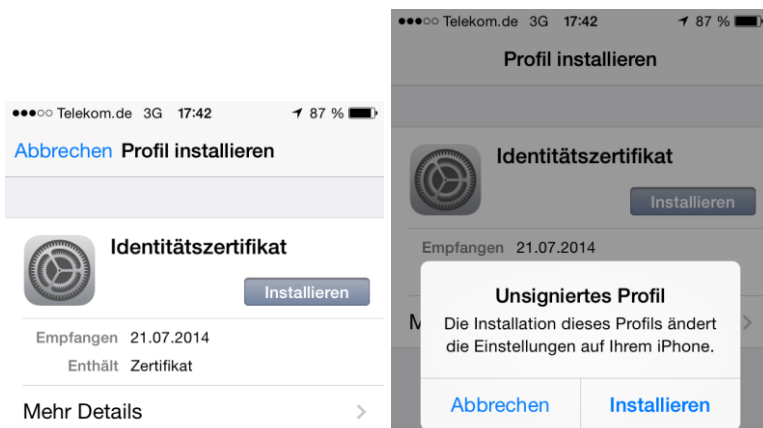 Telekom.de 3G 17:42 87 %
Abbrechen Profil installieren
Identitätszertifikat
Installieren
Empfangen 21.07.2014
Enthält Zertifikat
Mehr Details
Telekom.de 3G 17:42 87 %
Profil installieren
Identitätszertifikat
Installieren
Empfangen 21.07.2014
M
Unsigniertes Profil
Die Installation dieses Profils ändert
die Einstellungen auf Ihrem iPhone.
Abbrechen Installieren